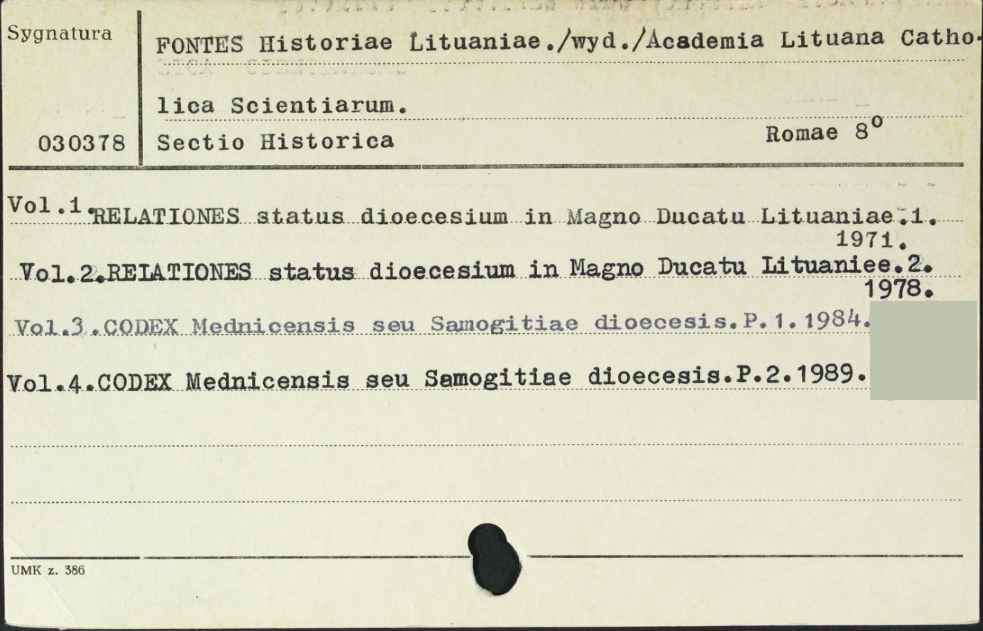 Sygnatura
FONTES Historiae Lituaniae./wyd./Academia Lituana Catho-
lica Scientiarum.
030378 Sectio Historica Romae 8º
Vol.1.RELATIONES status dioecesium in Magno Ducatu Lituaniae.1.
1971.
Vol.2.RELATIONES status dioecesium in Magno Ducatu Lituaniee.2.
1978.
Vol.3.CODEX Mednicensis seu Samogitiae dioecesis.P.1.1984.
Vol.4.CODEX Mednicensis seu Samogitiae dioecesis.P.2.1989.
UMK z. 386